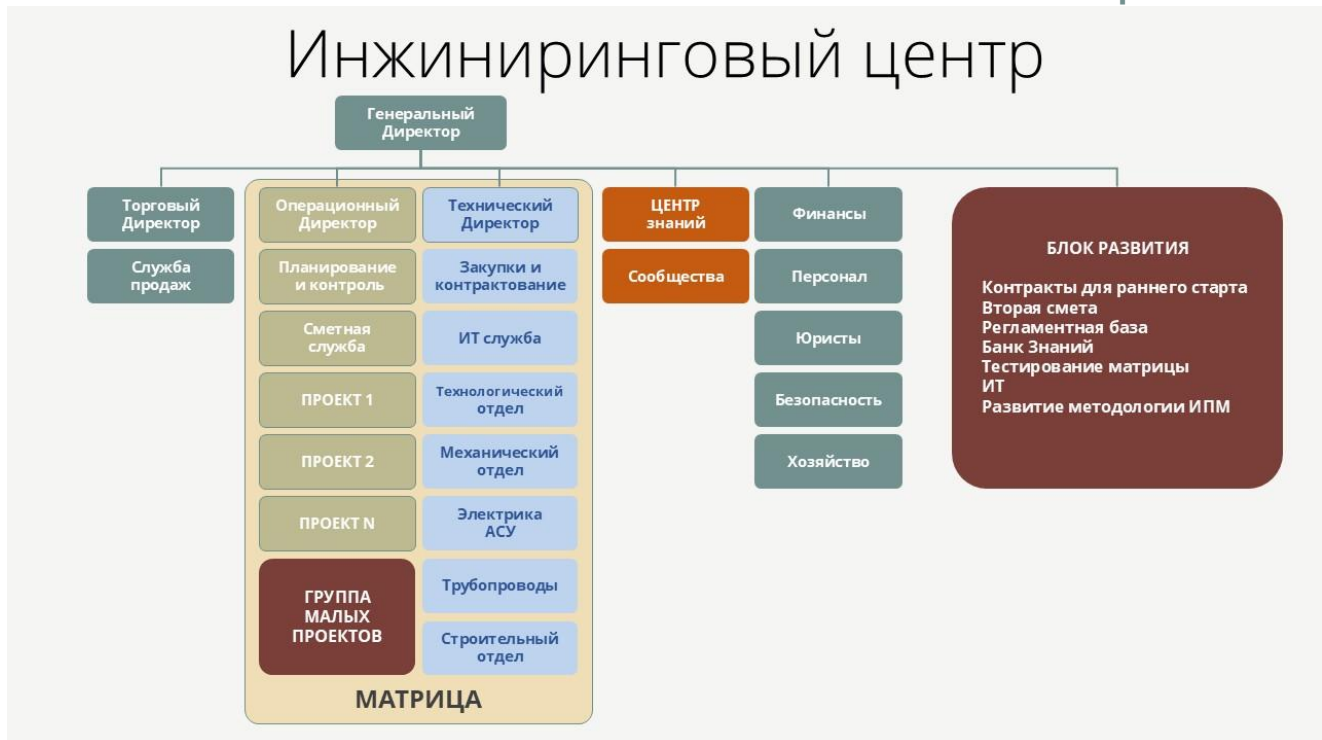 Инжиниринговый центр
Генеральный
Директор
Торговый
Директор
Служба
продаж
Операционный
Директор
Планирование
и контроль
Сметная
служба
ПРОЕКТ 1
ПРОЕКТ 2
ПРОЕКТ N
ГРУППА
МАЛЫХ
ПРОЕКТОВ
Технический
Директор
Закупки и
контрактование
ИТ служба
Технологический
отдел
Механический
отдел
Электрика
АСУ
Трубопроводы
Строительный
отдел
МАТРИЦА
ЦЕНТР
знаний
Сообщества
Финансы
Персонал
Юристы
Безопасность
Хозяйство
БЛОК РАЗВИТИЯ
Контракты для раннего старта
Вторая смета
Регламентная база
Банк Знаний
Тестирование матрицы
ИТ
Развитие методологии ИПМ